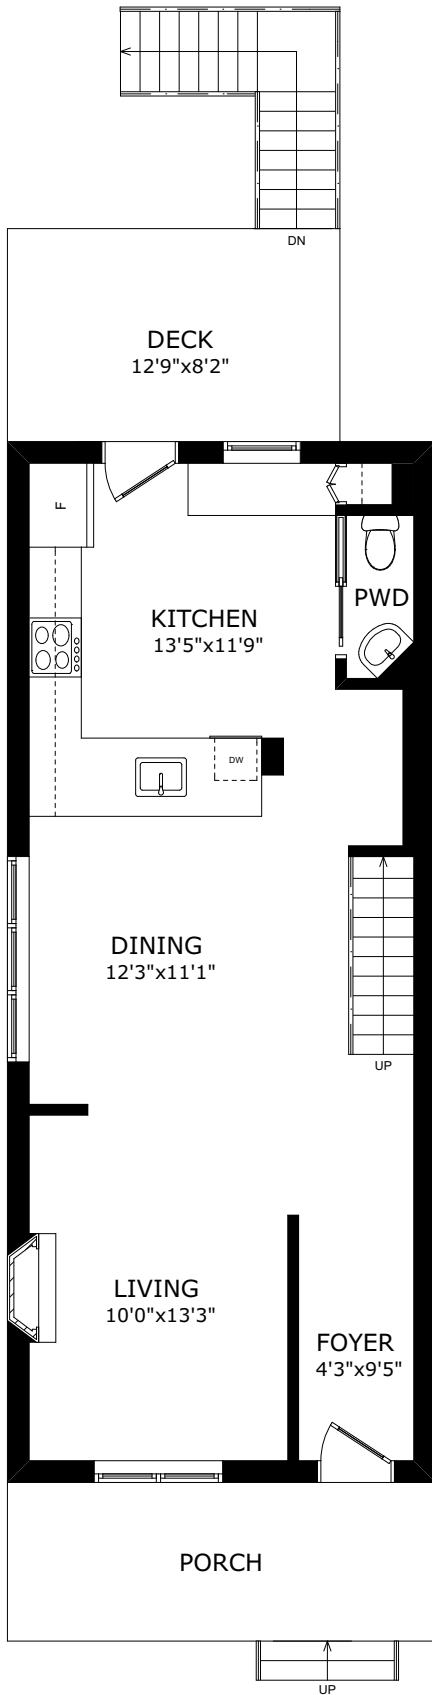 DN
DECK
12'9"x8'2"
F
PWD
KITCHEN
13'5"x11'9"
DW
DINING
12'3"x11'1"
UP
LIVING
10'0"x13'3"
FOYER
4'3"x9'5"
PORCH
UP